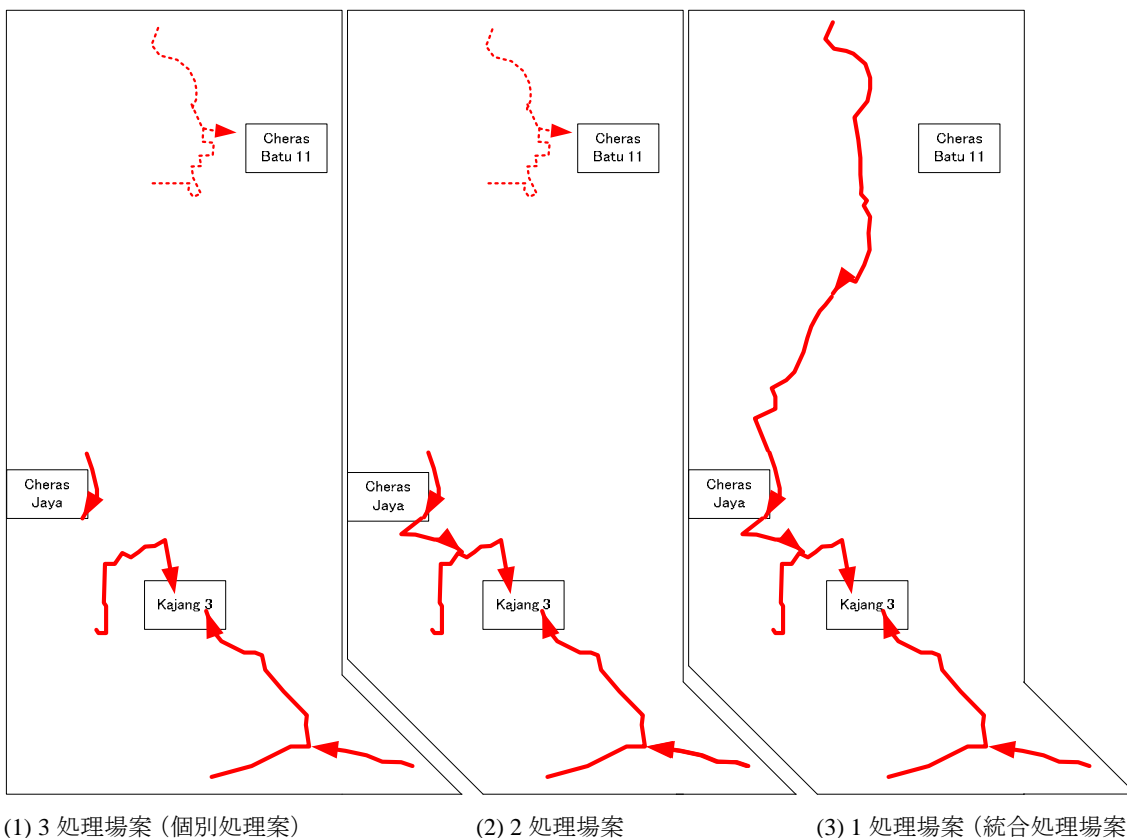 Cheras
Batu 11
Cheras
Jaya
Kajang 3
(1) 3 処理場案（個別処理案）
Cheras
Batu 11
Cheras
Jaya
Kajang 3
(2) 2 処理場案
Cheras
Batu 11
Cheras
Jaya
Kajang 3
(3) 1 処理場案（統合処理場案